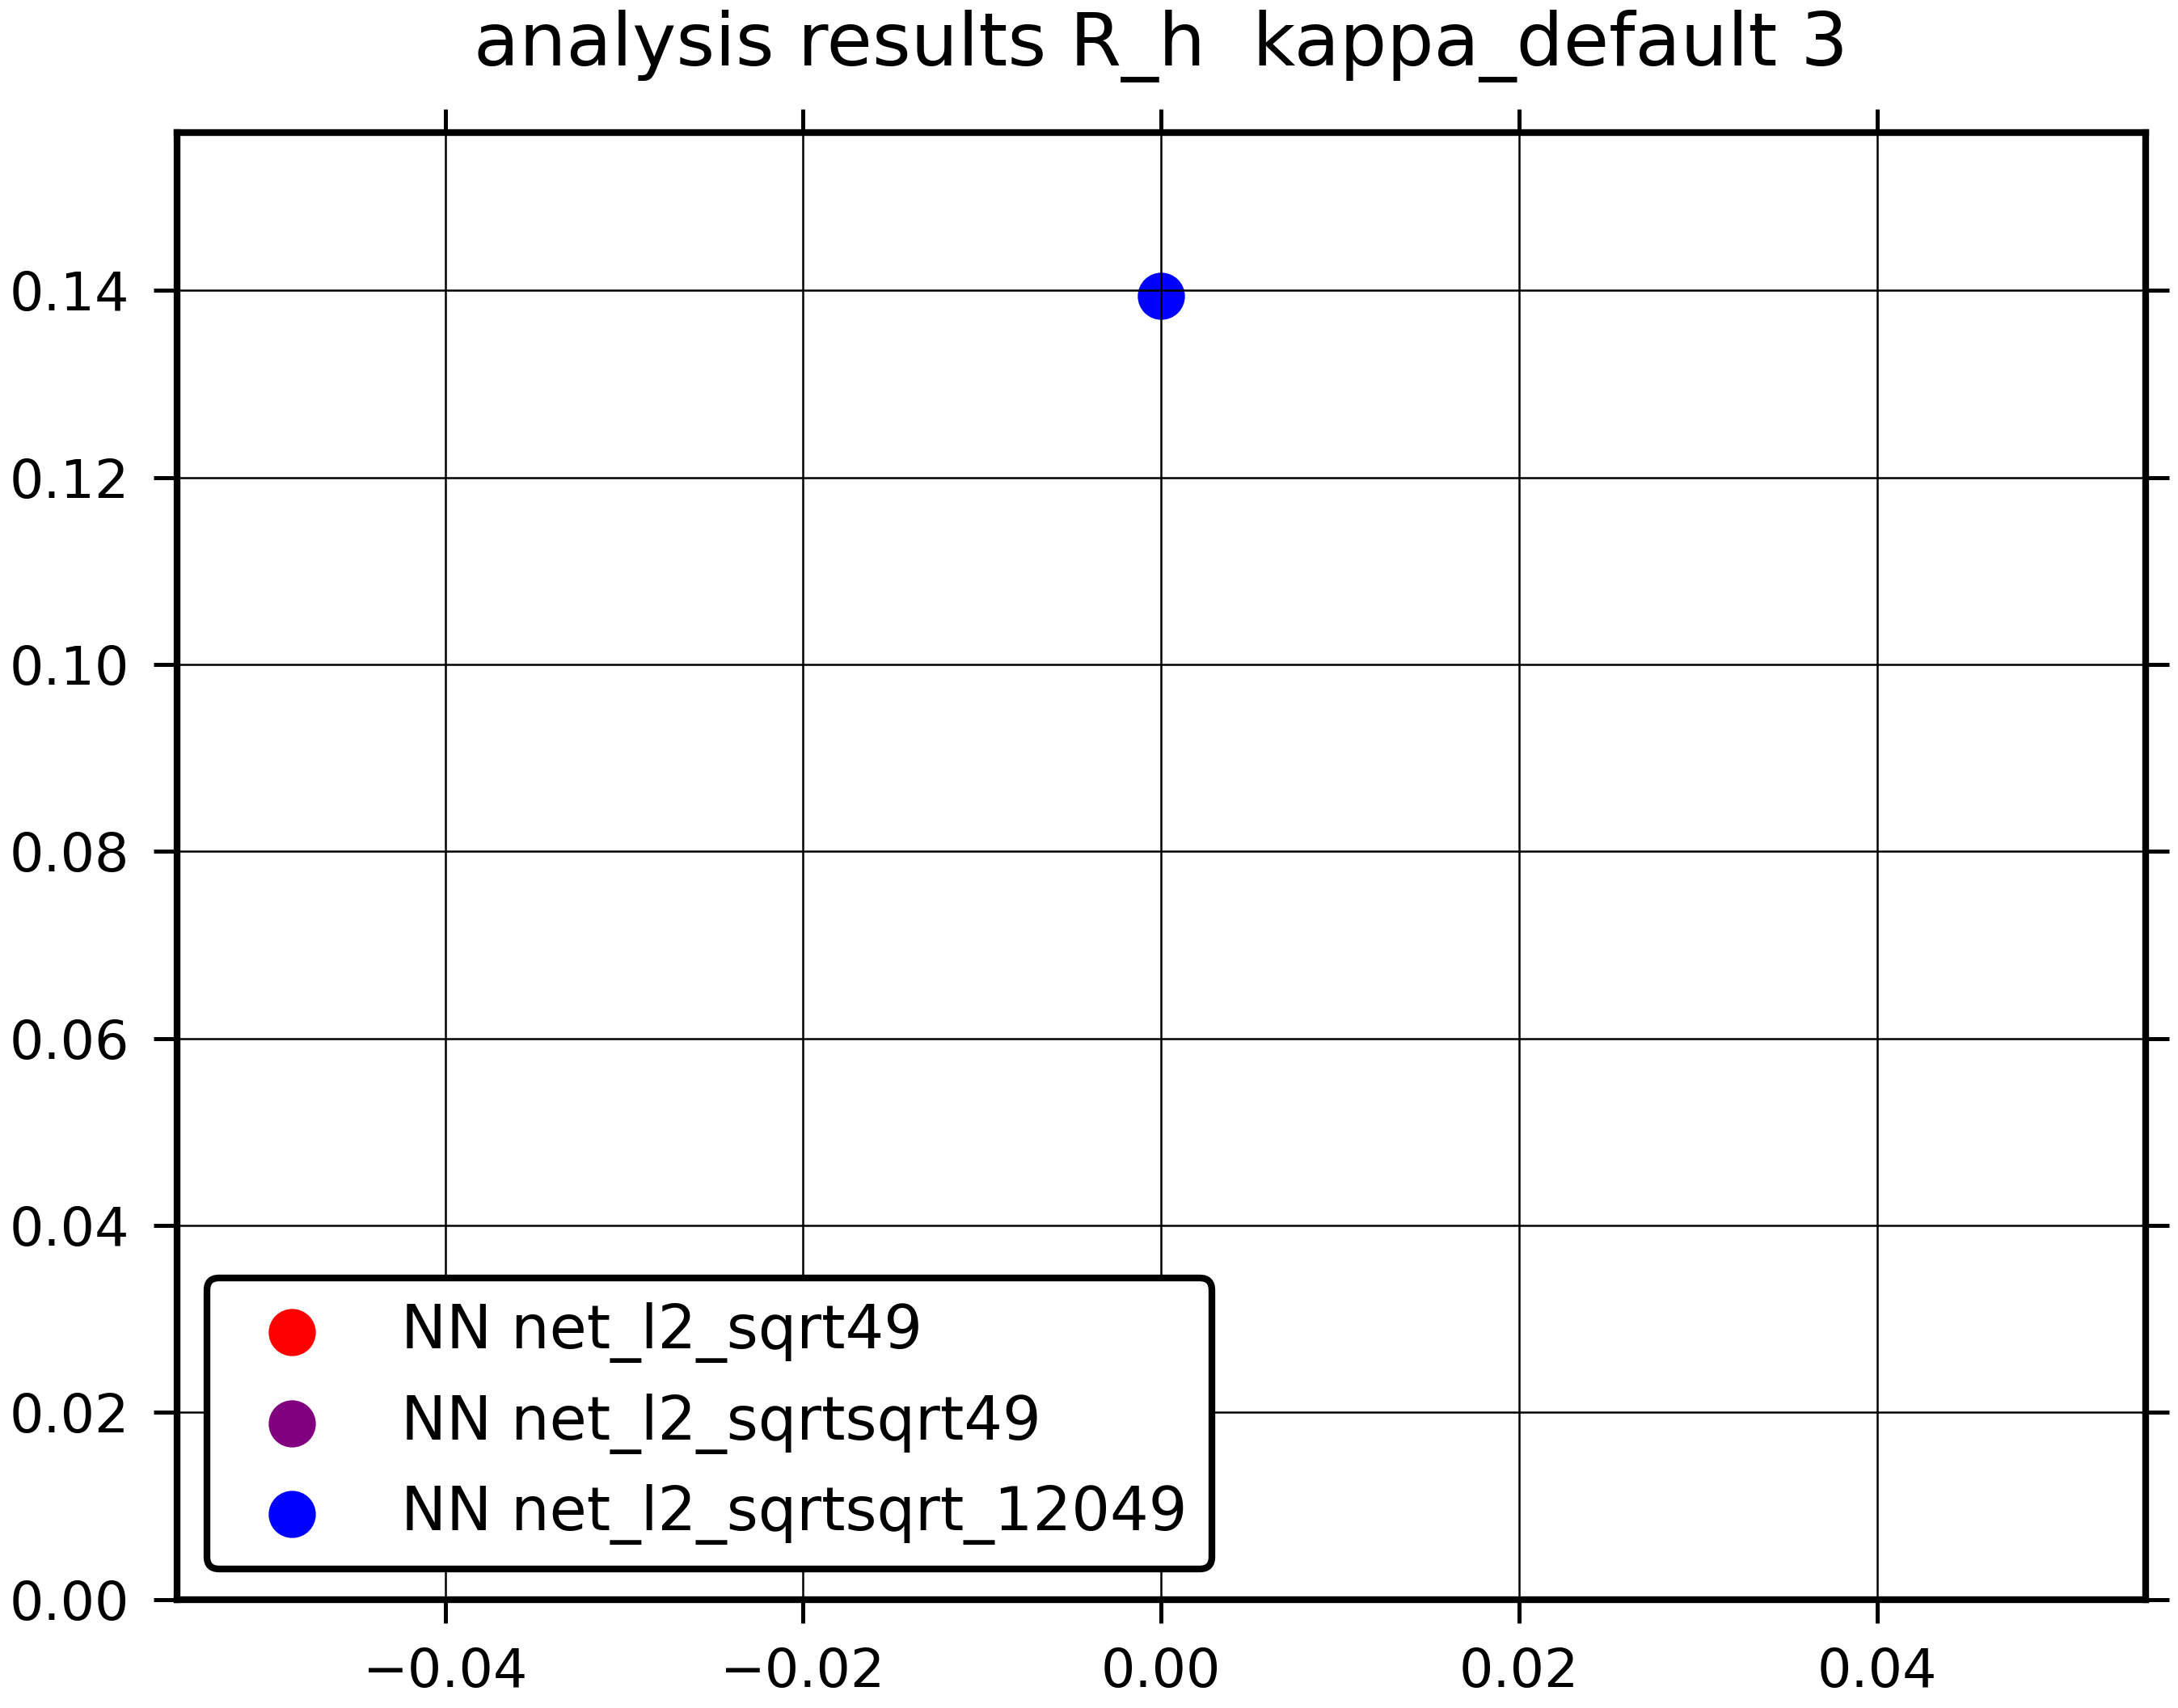 analysis results R_h  kappa_default 3
0.14
0.12
0.10
0.08
0.06
0.04
0.02
0.00
NN net_l2_sqrt49
NN net_l2_sqrtsqrt49
NN net_l2_sqrtsqrt_12049
−0.04 −0.02 0.00 0.02 0.04